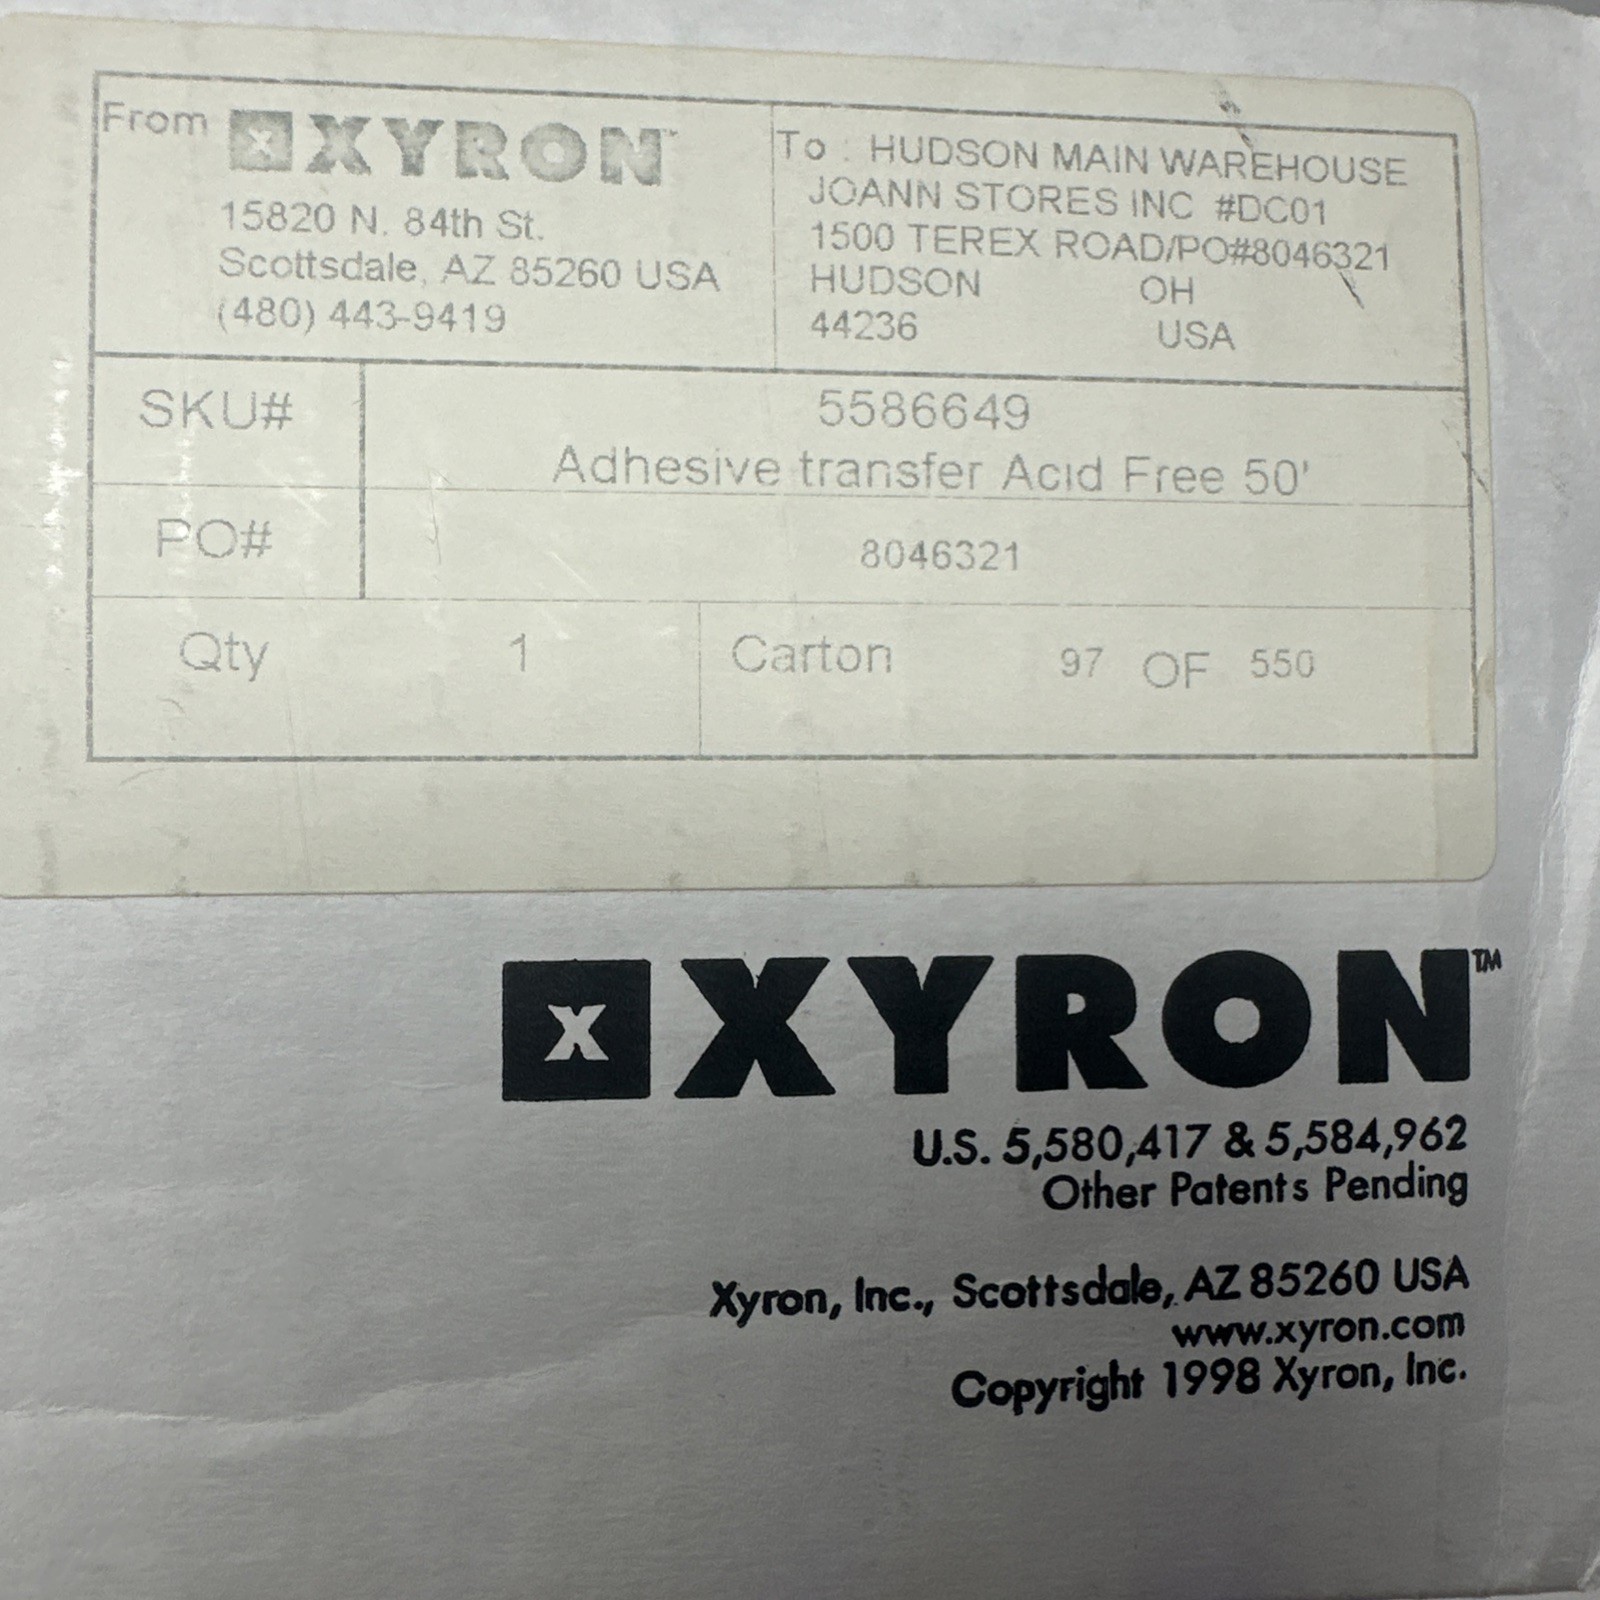 From X XYRON™
15820 N. 84th St.
Scottsdale, AZ 85260 USA
(480) 443-9419
To : HUDSON MAIN WAREHOUSE
JOANN STORES INC #DC01
1500 TEREX ROAD/PO#8046321
HUDSON OH
44236 USA
SKU# 5586649
Adhesive transfer Acid Free 50'
PO# 8046321
Qty 1 Carton 97 OF 550
X XYRON™
U.S. 5,580,417 & 5,584,962
Other Patents Pending
Xyron, Inc., Scottsdale, AZ 85260 USA
www.xyron.com
Copyright 1998 Xyron, Inc.